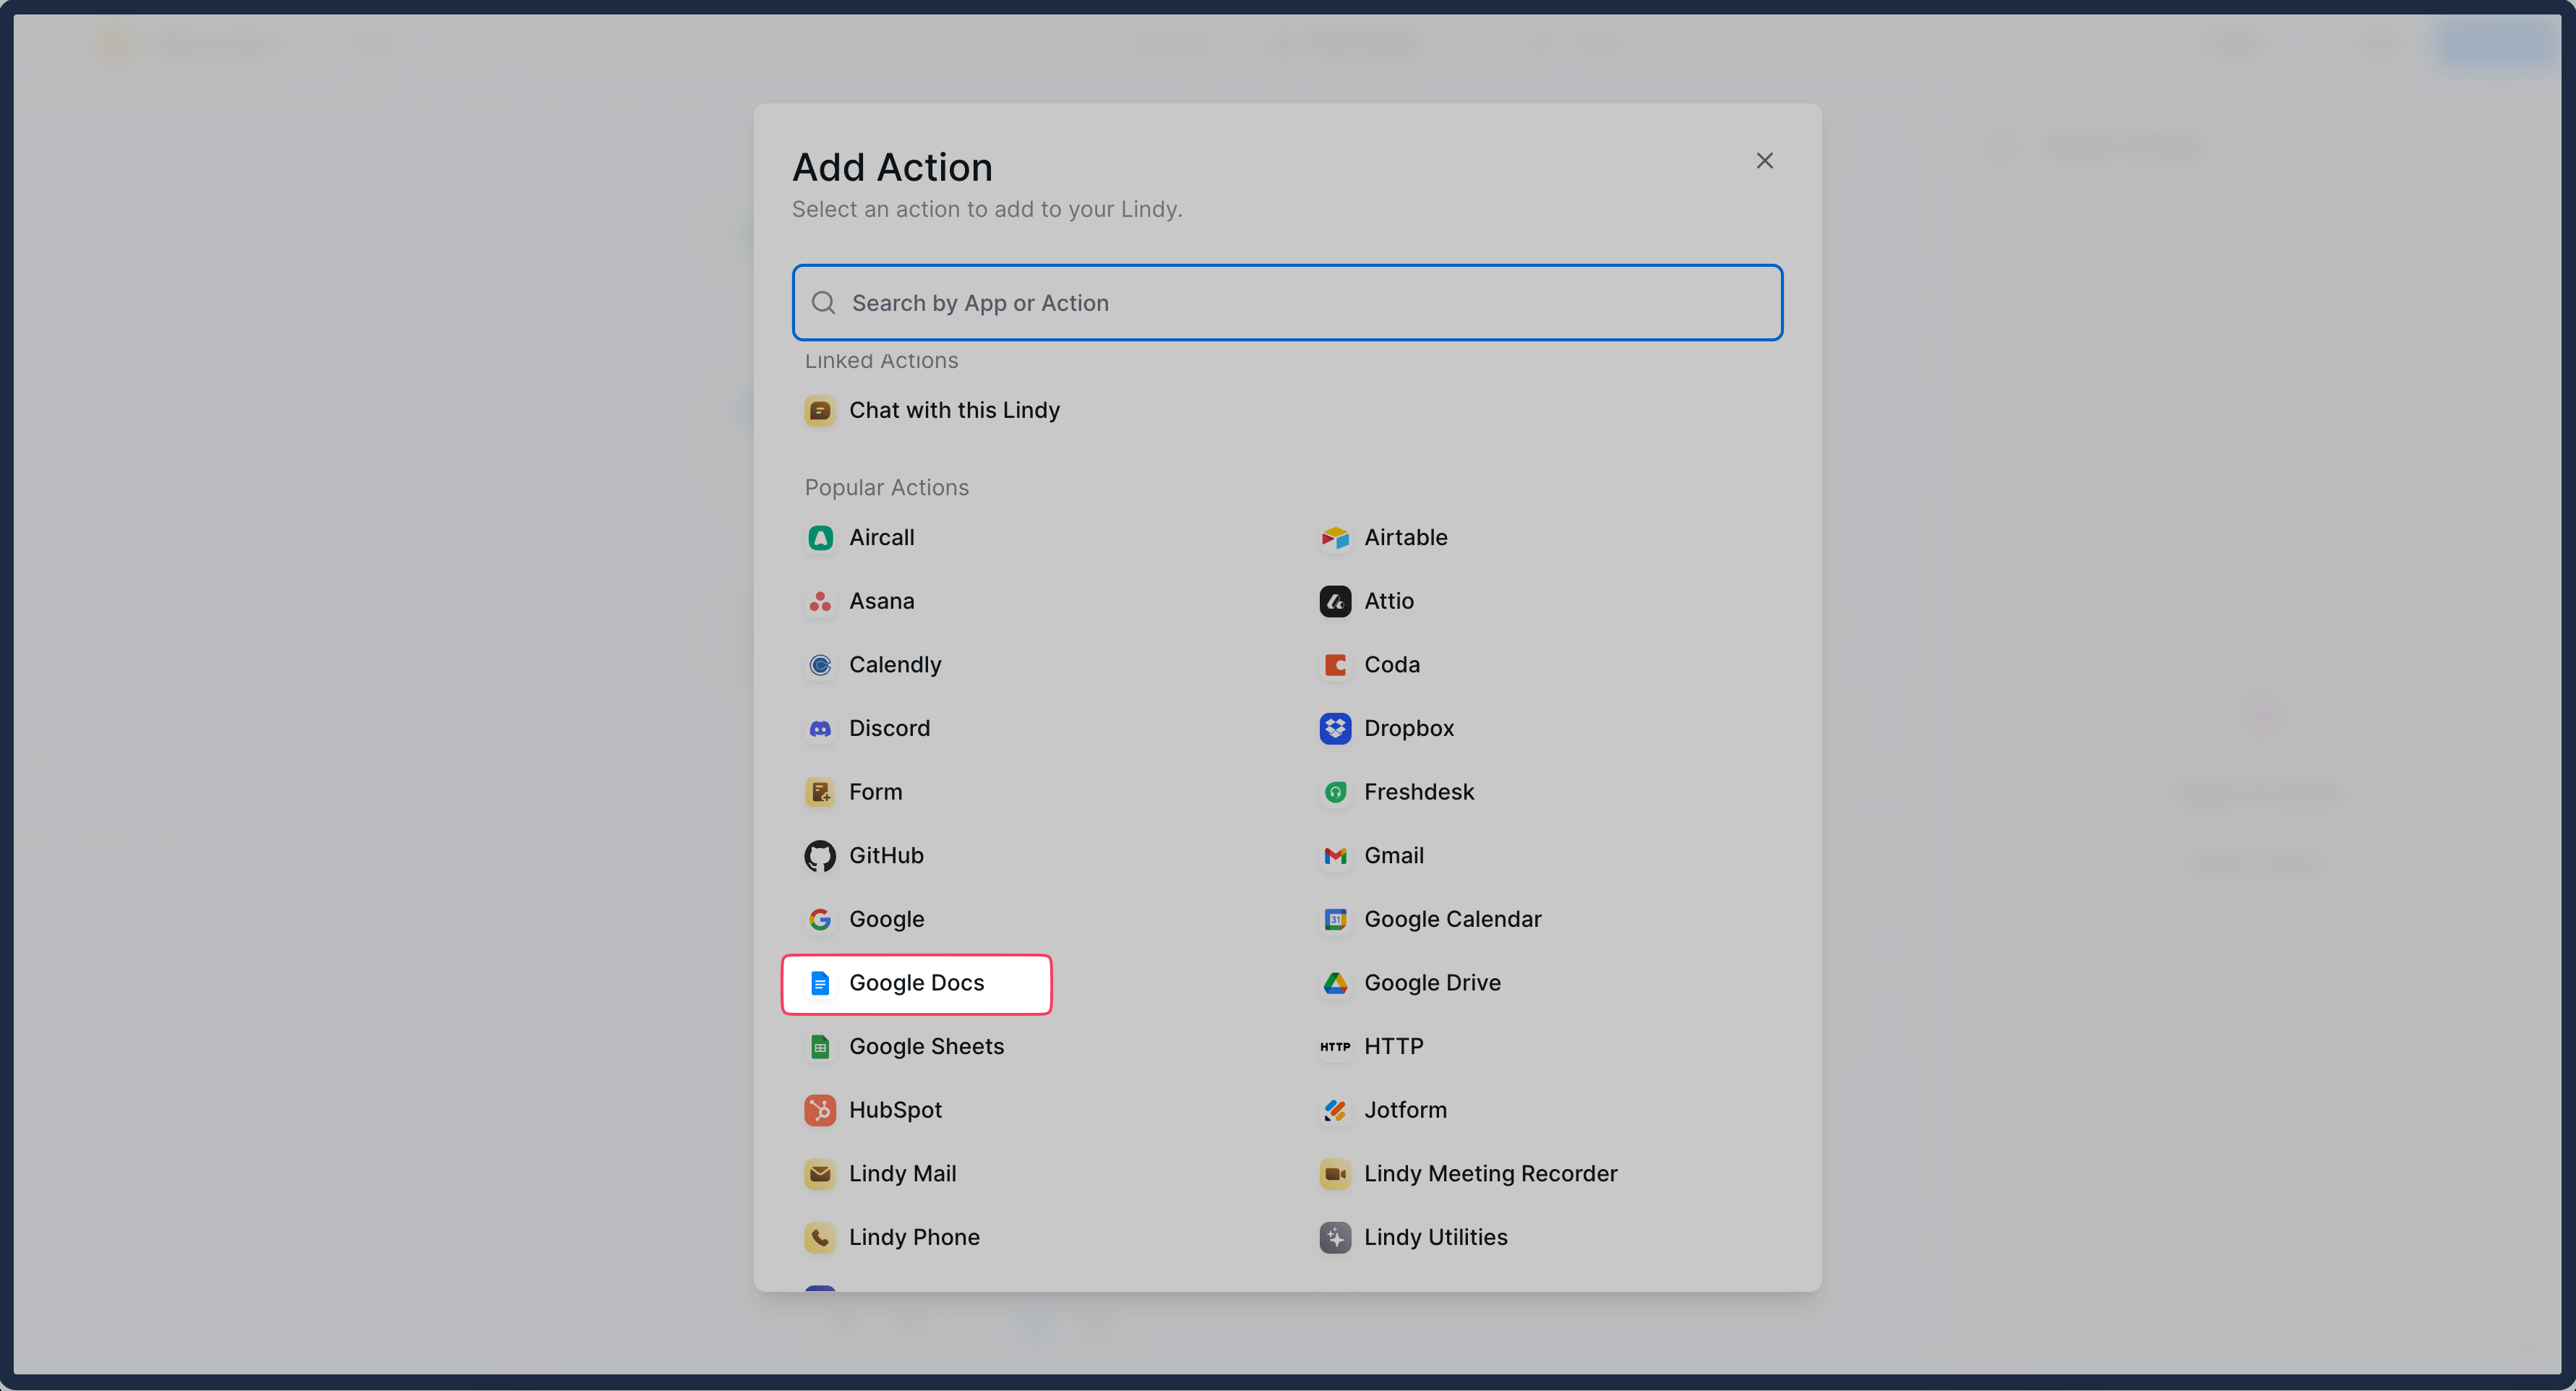 Add Action
Select an action to add to your Lindy.
Search by App or Action
Linked Actions
Chat with this Lindy
Popular Actions
Aircall
Airtable
Asana
Attio
Calendly
Coda
Discord
Dropbox
Form
Freshdesk
GitHub
Gmail
Google
31
Google Calendar
Google Docs
Google Drive
Google Sheets
HTTP
HTTP
HubSpot
Jotform
Lindy Mail
Lindy Meeting Recorder
Lindy Phone
Lindy Utilities